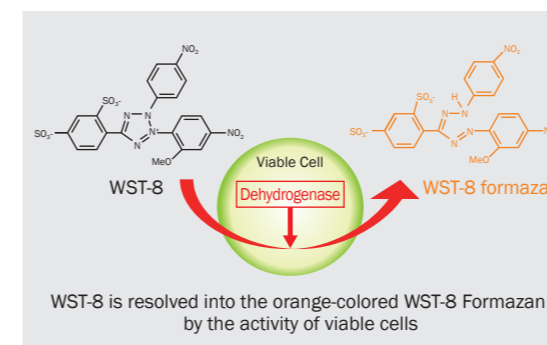 NO₂
SO₃⁻
SO₃⁻
N
N
N
N⁺
NO₂
MeO
WST-8
Viable Cell
Dehydrogenase
NO₂
SO₃⁻
SO₃⁻
H
N
N
N
N
MeO
WST-8 formaza
WST-8 is resolved into the orange-colored WST-8 Formazan
by the activity of viable cells